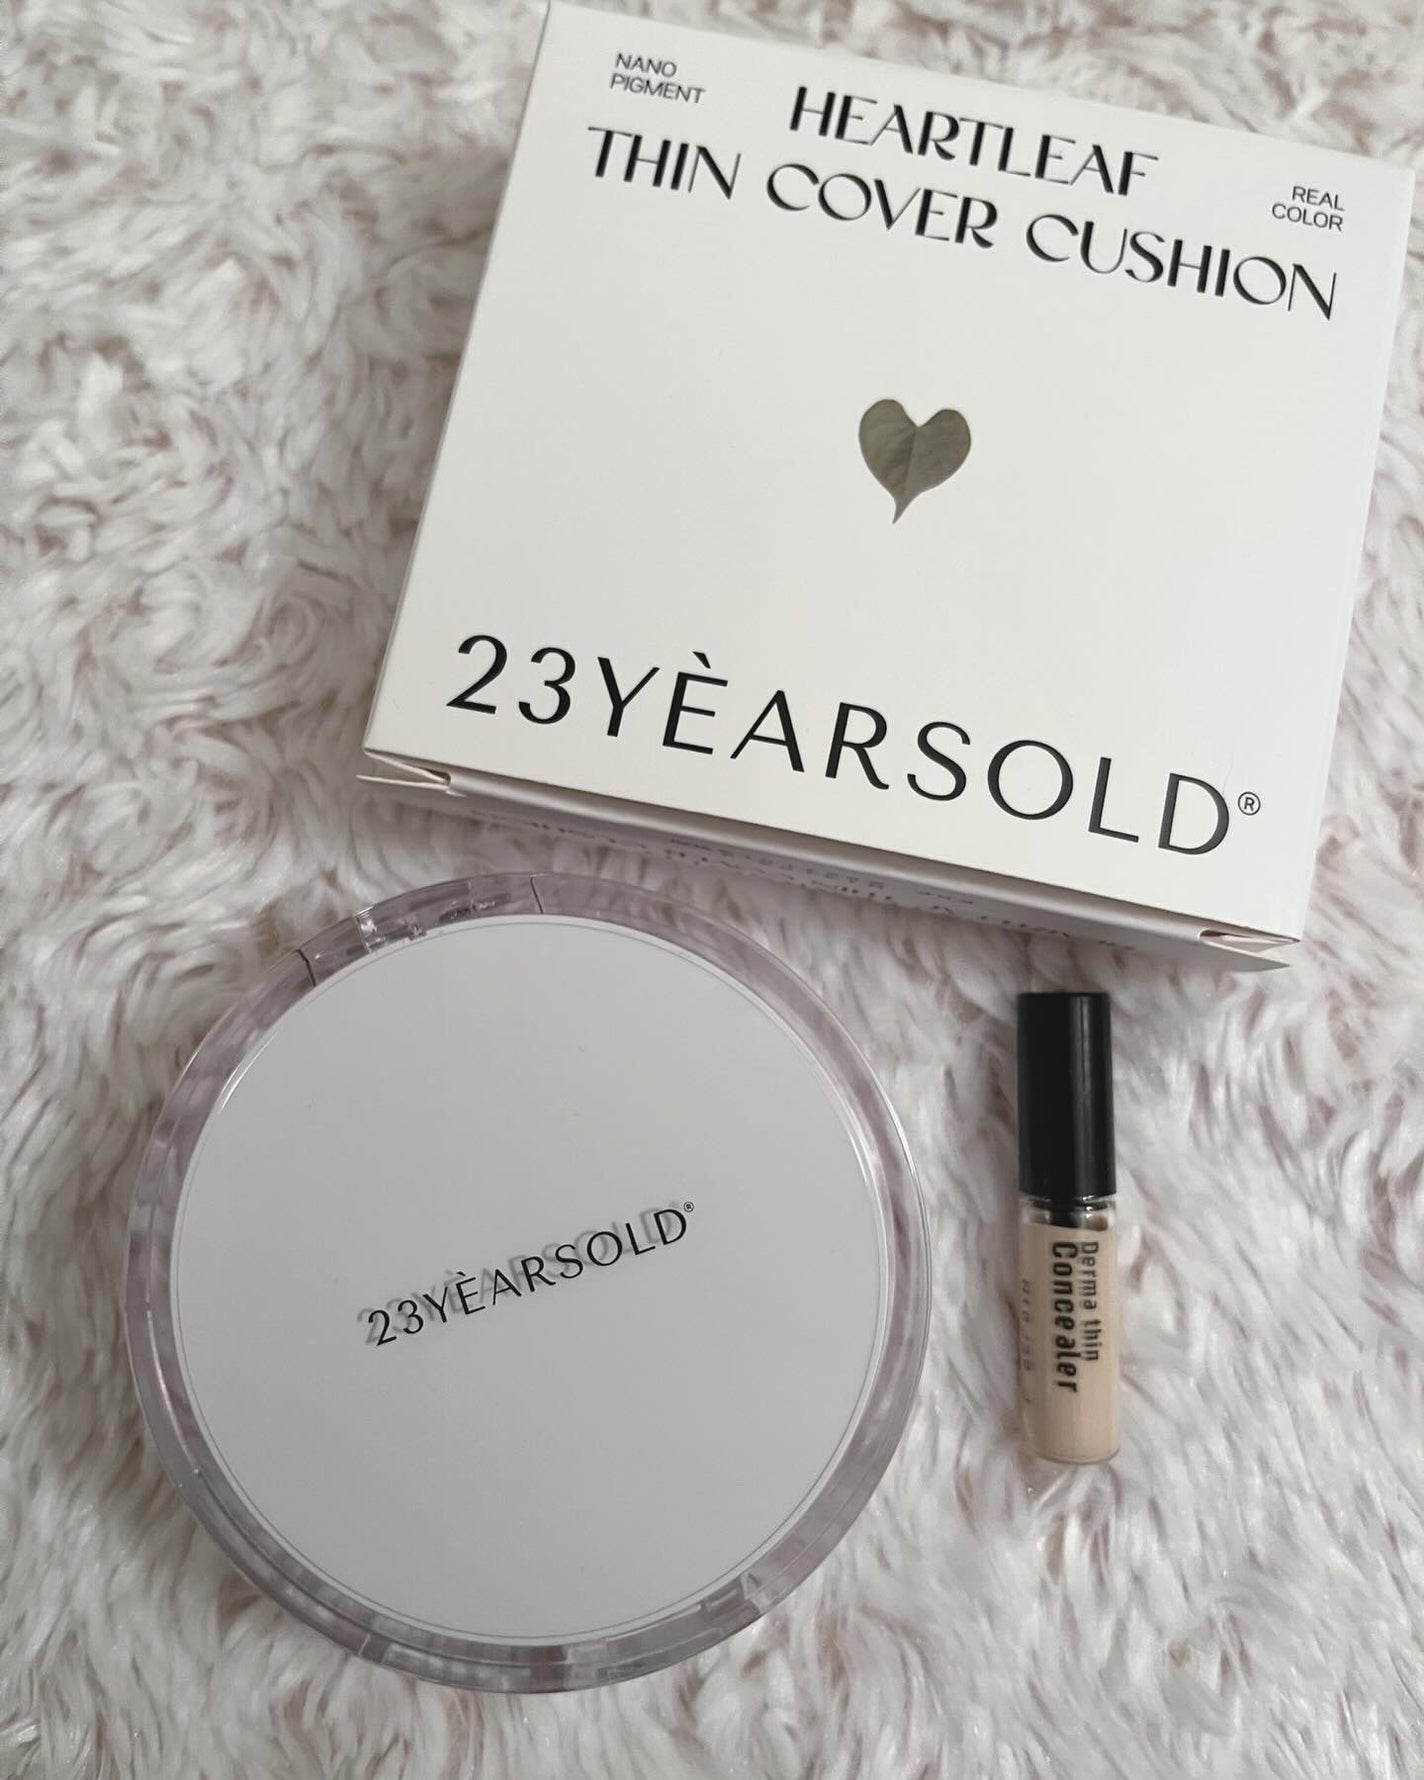 NANO
PIGMENT
HEARTLEAF
THIN COVER CUSHION
REAL
COLOR
23YÈARSOLD®
23YÈARSOLD®
Derma thin
Concealer